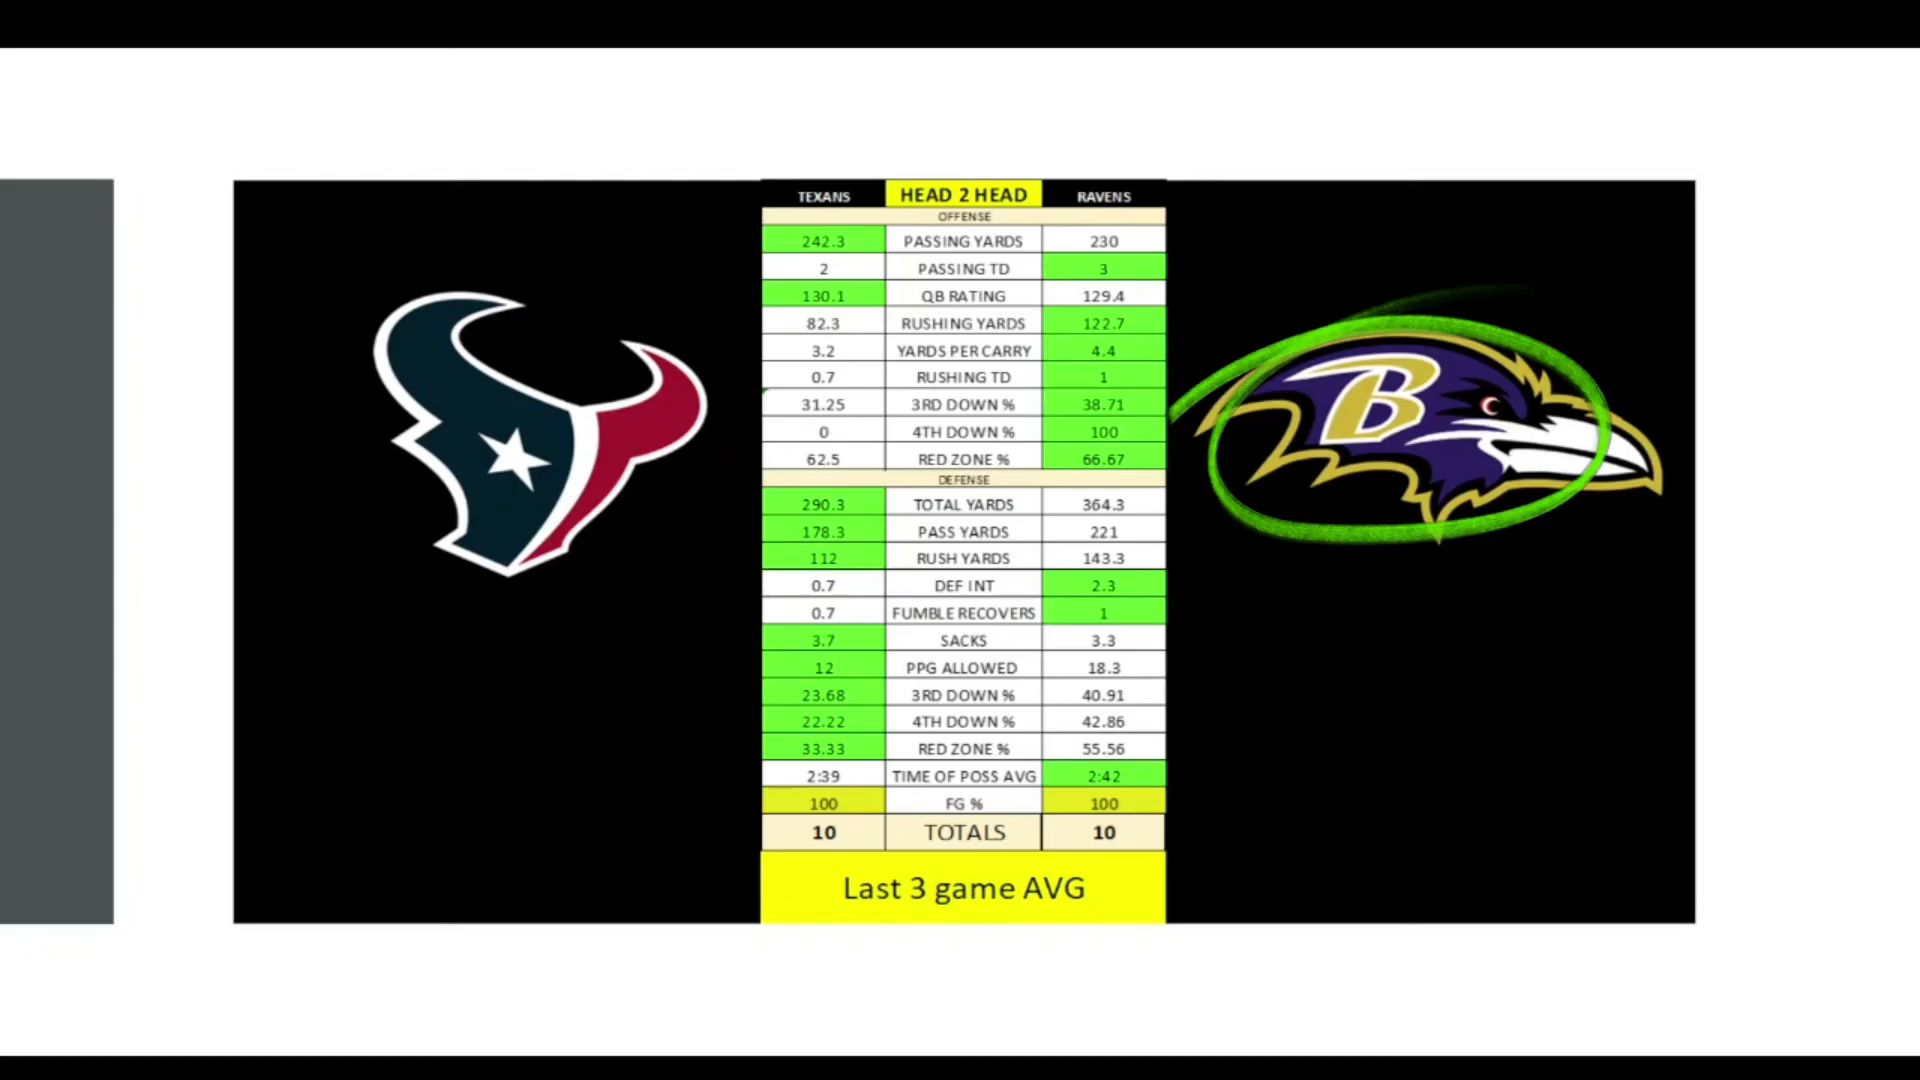 TEXANS HEAD 2 HEAD RAVENS
OFFENSE
242.3 PASSING YARDS 230
2 PASSING TD 3
130.1 QB RATING 129.4
82.3 RUSHING YARDS 122.7
3.2 YARDS PER CARRY 4.4
0.7 RUSHING TD 1
31.25 3RD DOWN % 38.71
0 4TH DOWN % 100
62.5 RED ZONE % 66.67
DEFENSE
290.3 TOTAL YARDS 364.3
178.3 PASS YARDS 221
112 RUSH YARDS 143.3
0.7 DEF INT 2.3
0.7 FUMBLE RECOVERS 1
3.7 SACKS 3.3
12 PPG ALLOWED 18.3
23.68 3RD DOWN % 40.91
22.22 4TH DOWN % 42.86
33.33 RED ZONE % 55.56
2:39 TIME OF POSS AVG 2:42
100 FG % 100
10 TOTALS 10
Last 3 game AVG
B